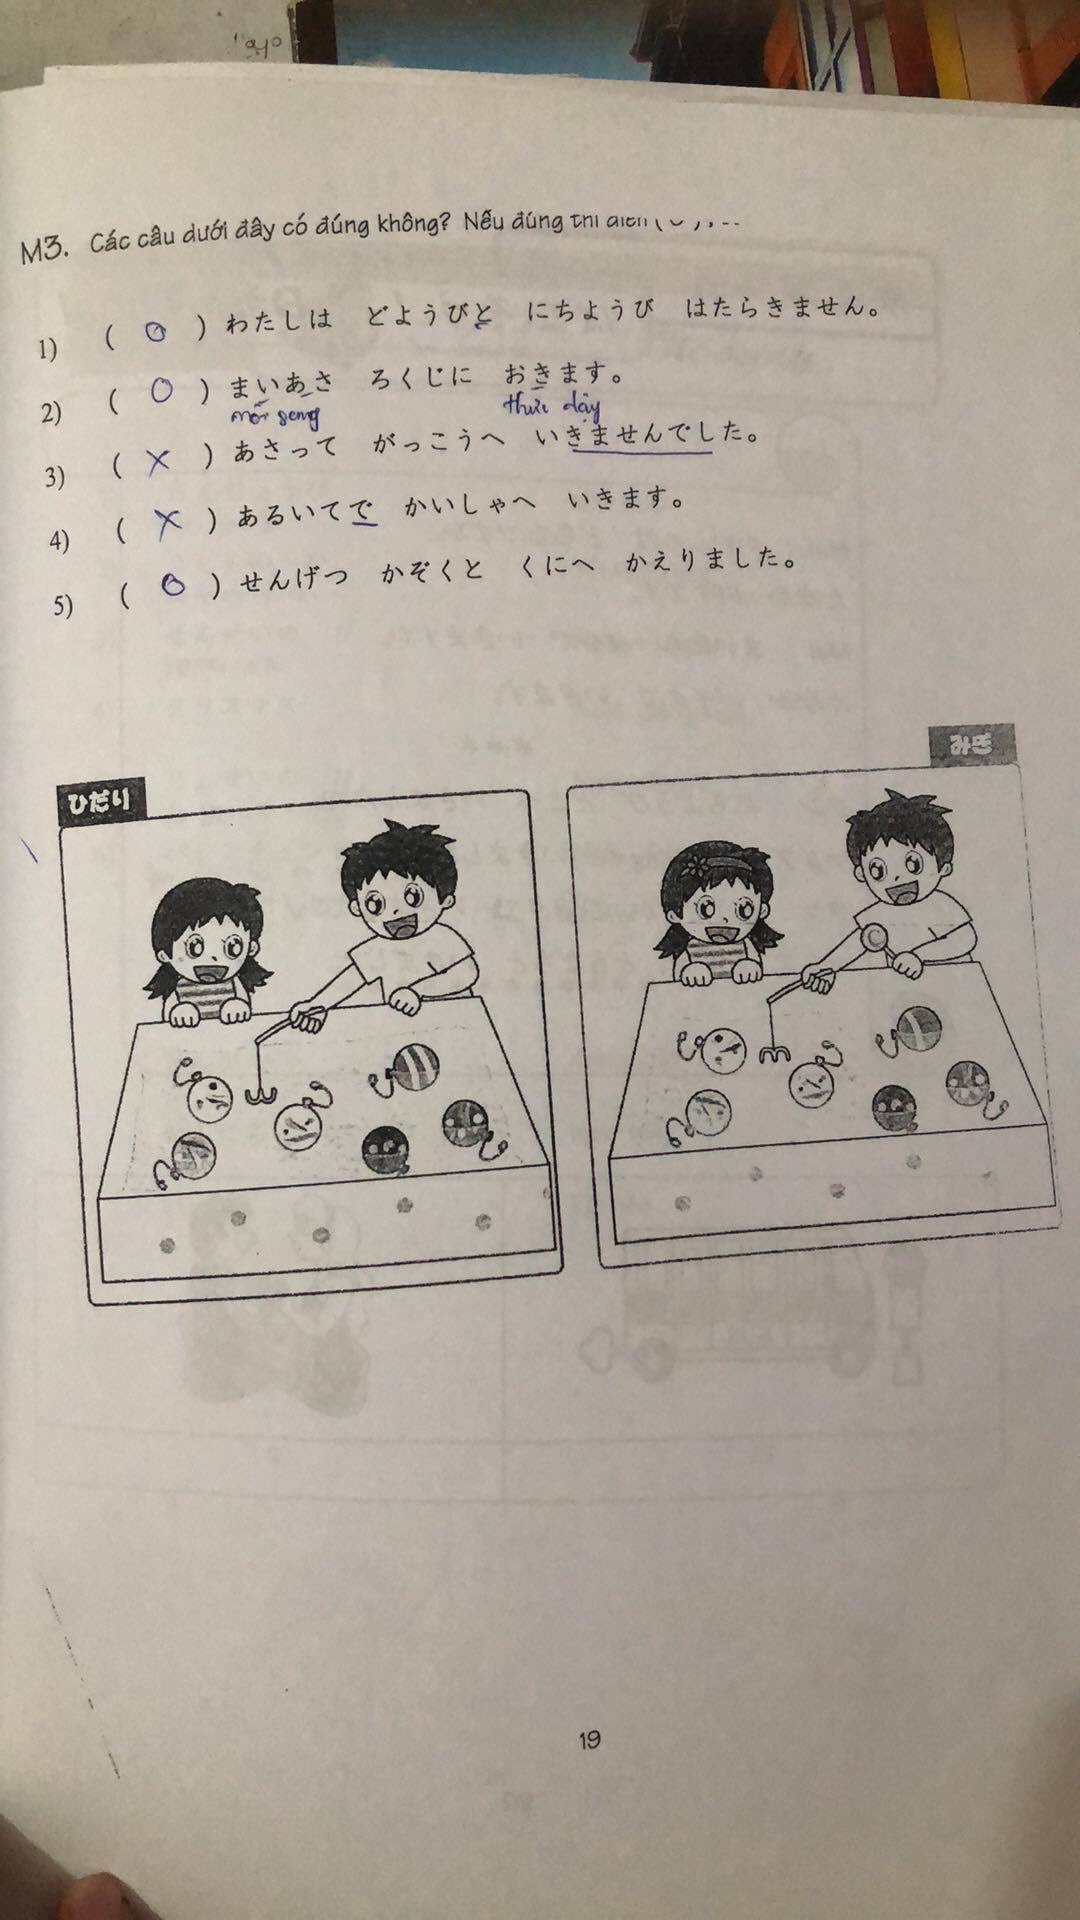 M3. Các câu dưới đây có đúng không? Nếu đúng thì điền
1) ( O ) わたしは どようびと にちようび はたらきません。
2) ( O ) まいあさ ろくじに おきます。
thức dậy
3) ( X ) あさって がっこうへ いきませんでした。
4) ( X ) あるいてで かいしゃへ いきます。
5) ( O ) せんげつ かぞくと くにへ かえりました。
ひだり
みぎ
19